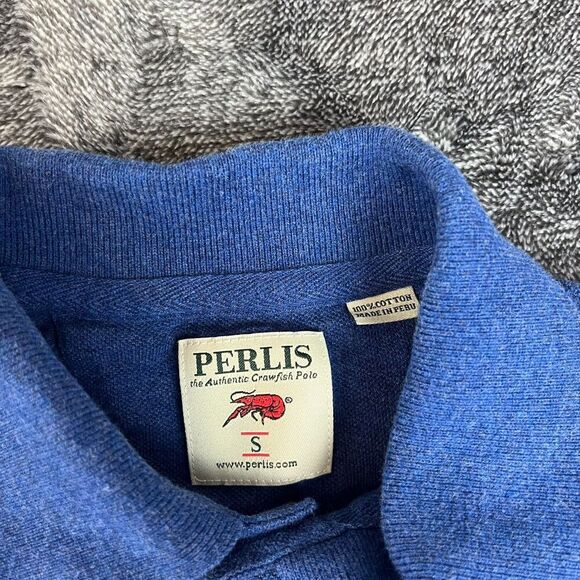 PERLIS
the Authentic Crawfish Polo
®
S
www.perlis.com
100% COTTON
MADE IN PERU